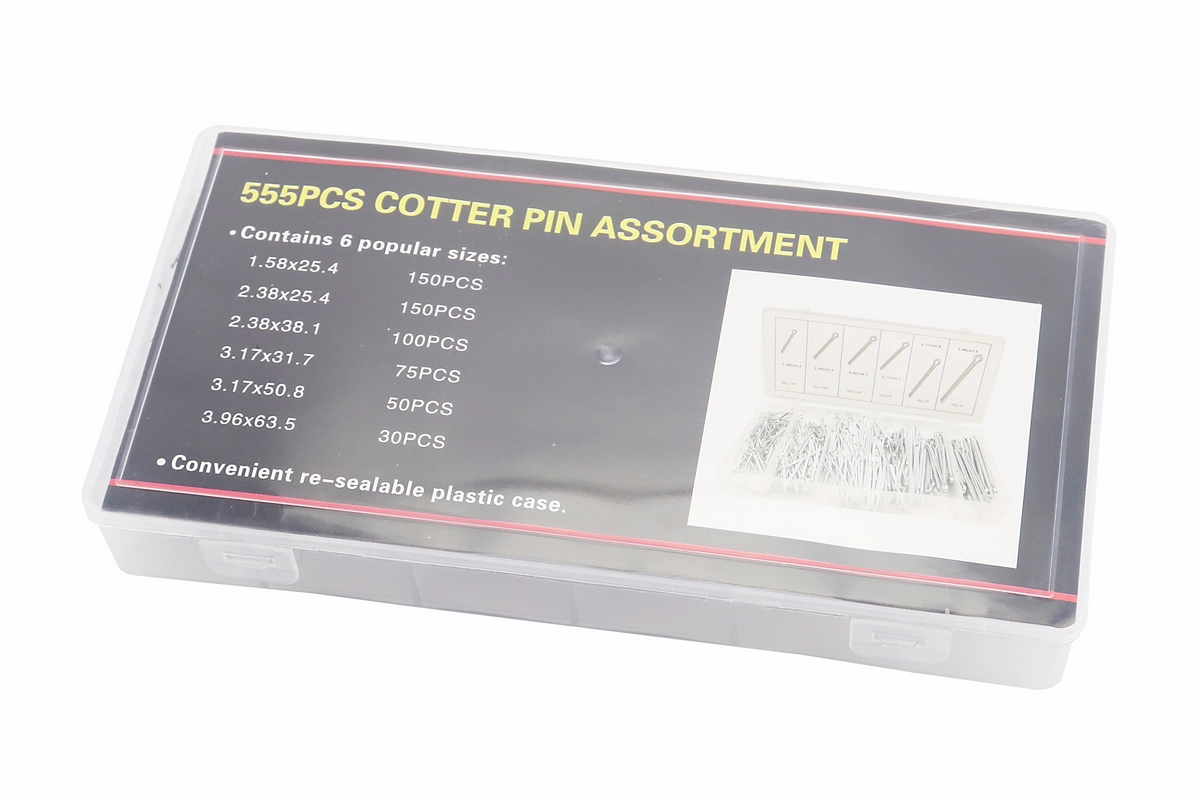 555PCS COTTER PIN ASSORTMENT
•Contains 6 popular sizes:
1.58x25.4 150PCS
2.38x25.4 150PCS
2.38x38.1 100PCS
3.17x31.7 75PCS
3.17x50.8 50PCS
3.96x63.5 30PCS
•Convenient re-sealable plastic case.